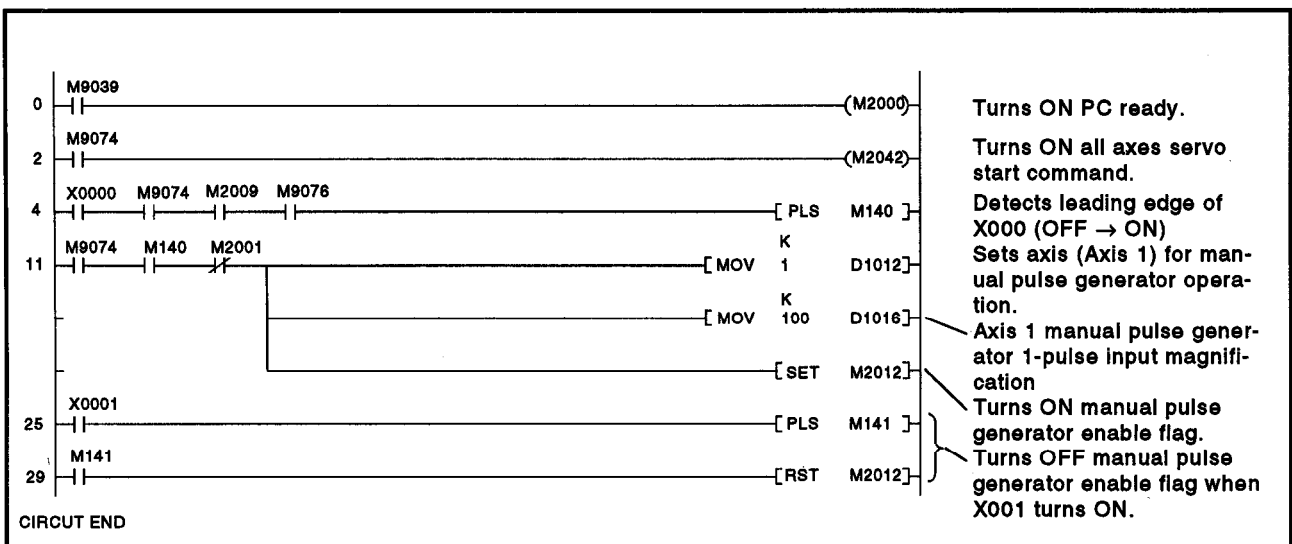 M9039
0 (M2000) Turns ON PC ready.
M9074
2 (M2042) Turns ON all axes servo
start command.
X0000 M9074 M2009 M9076
4 [ PLS M140 ] Detects leading edge of
X000 (OFF → ON)
M9074 M140 M2001 K
11 [ MOV 1 D1012] Sets axis (Axis 1) for man-
ual pulse generator opera-
tion.
K
[ MOV 100 D1016] Axis 1 manual pulse gener-
ator 1-pulse input magnifi-
cation
[ SET M2012] Turns ON manual pulse
generator enable flag.
X0001
25 [ PLS M141 ]
M141
29 [RST M2012] Turns OFF manual pulse
generator enable flag when
X001 turns ON.
CIRCUT END